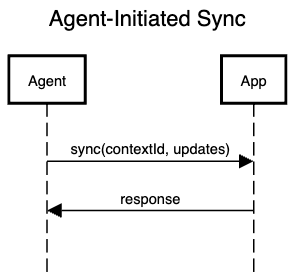 Agent-Initiated Sync
Agent
App
sync(contextId, updates)
response